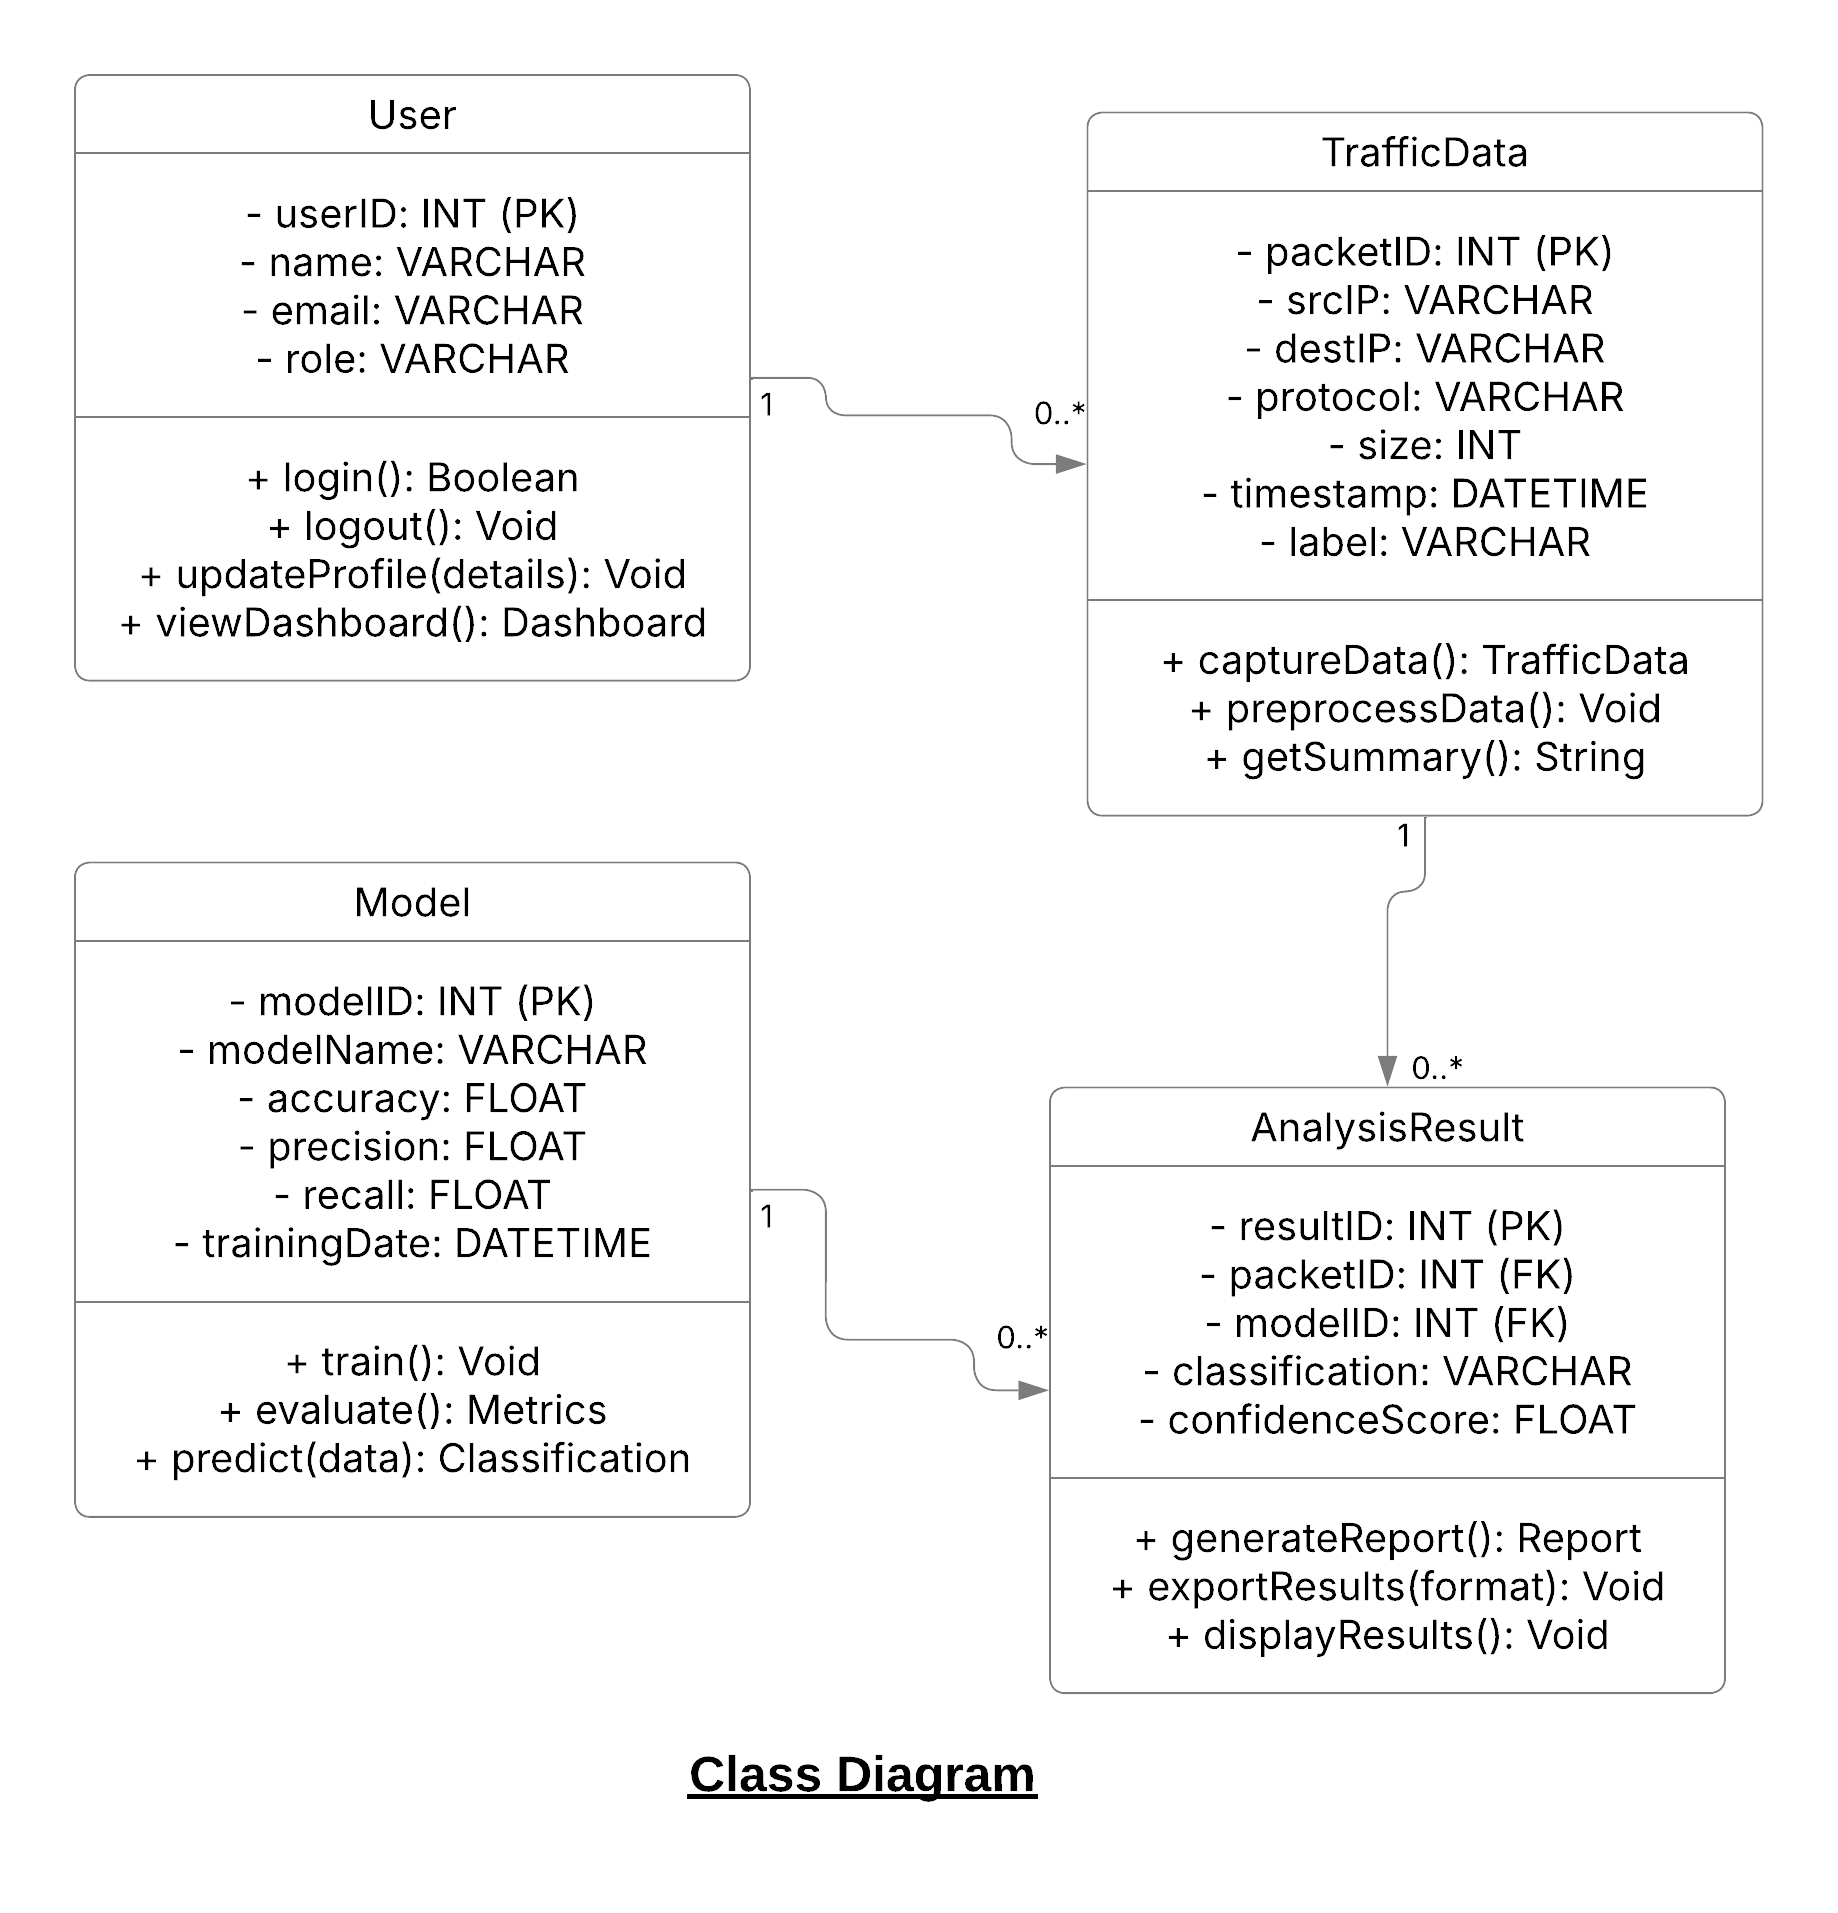 User
- userID: INT (PK)
- name: VARCHAR
- email: VARCHAR
- role: VARCHAR
+ login(): Boolean
+ logout(): Void
+ updateProfile(details): Void
+ viewDashboard(): Dashboard
1
0..*
TrafficData
- packetID: INT (PK)
- srcIP: VARCHAR
- destIP: VARCHAR
- protocol: VARCHAR
- size: INT
- timestamp: DATETIME
- label: VARCHAR
+ captureData(): TrafficData
+ preprocessData(): Void
+ getSummary(): String
1
0..*
Model
- modelID: INT (PK)
- modelName: VARCHAR
- accuracy: FLOAT
- precision: FLOAT
- recall: FLOAT
- trainingDate: DATETIME
+ train(): Void
+ evaluate(): Metrics
+ predict(data): Classification
1
0..*
AnalysisResult
- resultID: INT (PK)
- packetID: INT (FK)
- modelID: INT (FK)
- classification: VARCHAR
- confidenceScore: FLOAT
+ generateReport(): Report
+ exportResults(format): Void
+ displayResults(): Void
Class Diagram